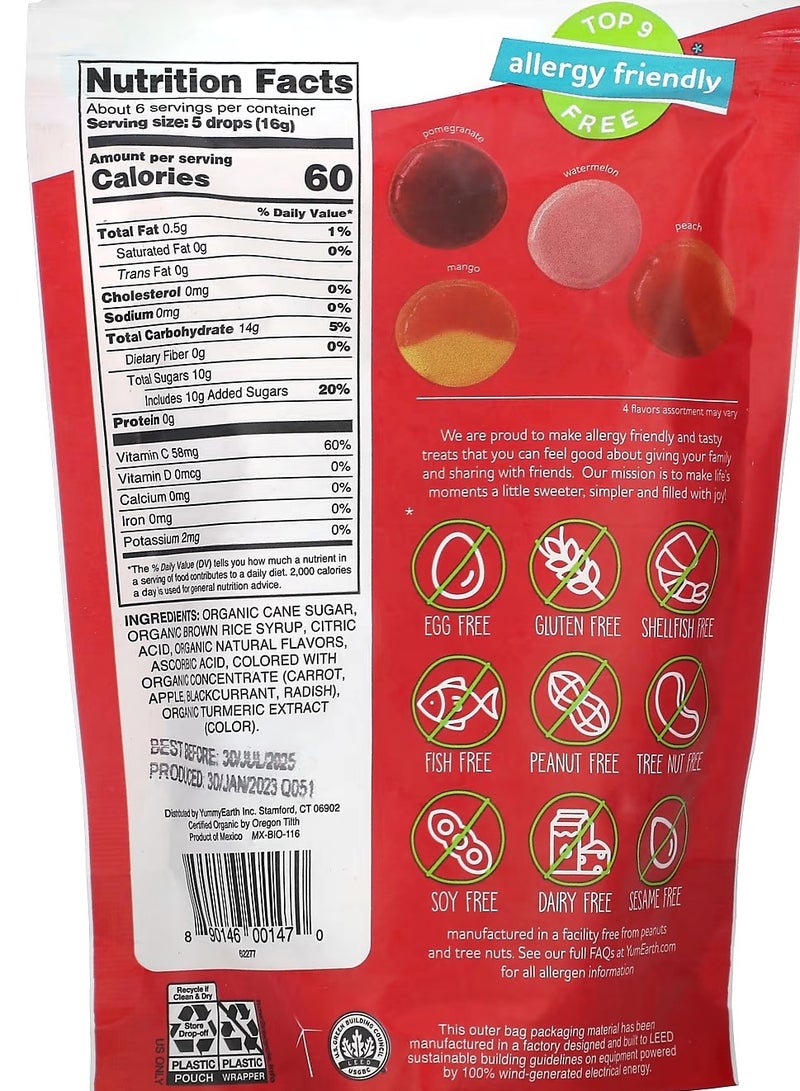 Nutrition Facts
About 6 servings per container
Serving size: 5 drops (16g)
Amount per serving
Calories 60
% Daily Value*
Total Fat 0.5g 1%
Saturated Fat 0g 0%
Trans Fat 0g
Cholesterol 0mg 0%
Sodium 0mg 0%
Total Carbohydrate 14g 5%
Dietary Fiber 0g 0%
Total Sugars 10g
Includes 10g Added Sugars 20%
Protein 0g
Vitamin C 58mg 60%
Vitamin D 0mcg 0%
Calcium 0mg 0%
Iron 0mg 0%
Potassium 2mg 0%
*The % Daily Value (DV) tells you how much a nutrient in
a serving of food contributes to a daily diet. 2,000 calories
a day is used for general nutrition advice.
INGREDIENTS: ORGANIC CANE SUGAR,
ORGANIC BROWN RICE SYRUP, CITRIC
ACID, ORGANIC NATURAL FLAVORS,
ASCORBIC ACID, COLORED WITH
ORGANIC CONCENTRATE (CARROT,
APPLE, BLACKCURRANT, RADISH),
ORGANIC TURMERIC EXTRACT
(COLOR).
BEST BEFORE: 30/JUL/2025
PRODUCED: 30/JAN/2023 Q051
Distributed by YummyEarth Inc. Stamford, CT 06902
Certified Organic by Oregon Tilth
Product of Mexico MX-BIO-116
8 90146 00147 0
62277
Recycle if
Clean & Dry
Store
Drop-off
PLASTIC PLASTIC
POUCH WRAPPER
US ONLY
U.S. GREEN BUILDING COUNCIL
LEED
USGBC
TOP 9
allergy friendly*
FREE
pomegranate
watermelon
peach
mango
4 flavors assortment may vary
We are proud to make allergy friendly and tasty
treats that you can feel good about giving your family
and sharing with friends. Our mission is to make life's
moments a little sweeter, simpler and filled with joy!
*
EGG FREE GLUTEN FREE SHELLFISH FREE
FISH FREE PEANUT FREE TREE NUT FREE
SOY FREE DAIRY FREE SESAME FREE
manufactured in a facility free from peanuts
and tree nuts. See our full FAQs at YumEarth.com
for all allergen information
This outer bag packaging material has been
manufactured in a factory designed and built to LEED
sustainable building guidelines on equipment powered
by 100% wind-generated electrical energy.